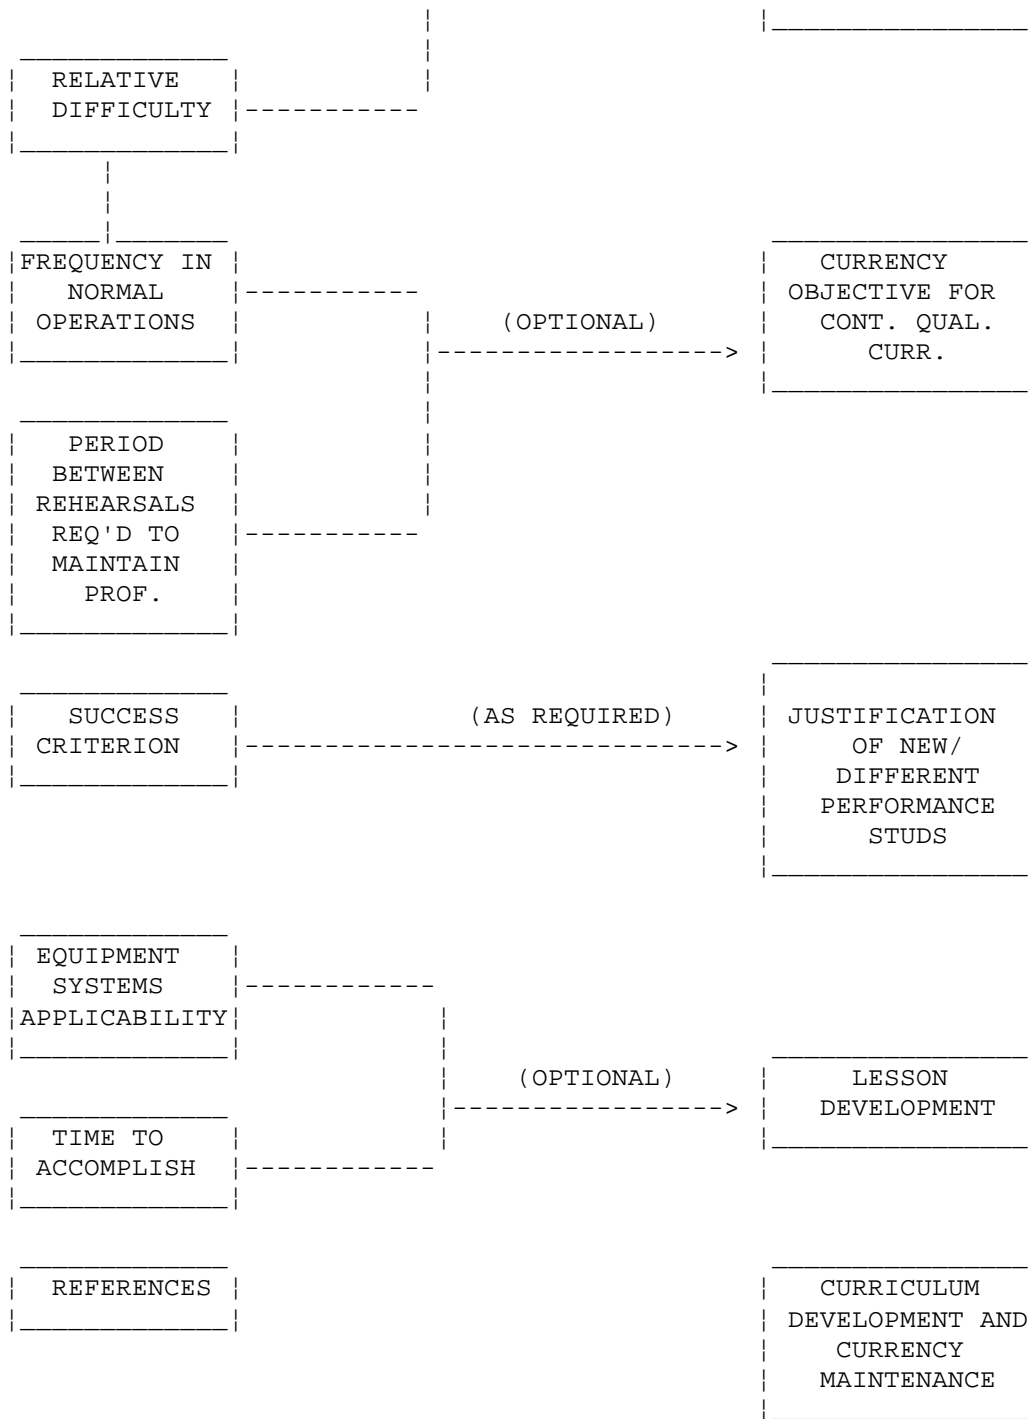 RELATIVE
DIFFICULTY
FREQUENCY IN
NORMAL
OPERATIONS
(OPTIONAL)
CURRENCY
OBJECTIVE FOR
CONT. QUAL.
CURR.
PERIOD
BETWEEN
REHEARSALS
REQ'D TO
MAINTAIN
PROF.
SUCCESS
CRITERION
(AS REQUIRED)
JUSTIFICATION
OF NEW/
DIFFERENT
PERFORMANCE
STUDS
EQUIPMENT
SYSTEMS
APPLICABILITY
TIME TO
ACCOMPLISH
(OPTIONAL)
LESSON
DEVELOPMENT
REFERENCES
CURRICULUM
DEVELOPMENT AND
CURRENCY
MAINTENANCE